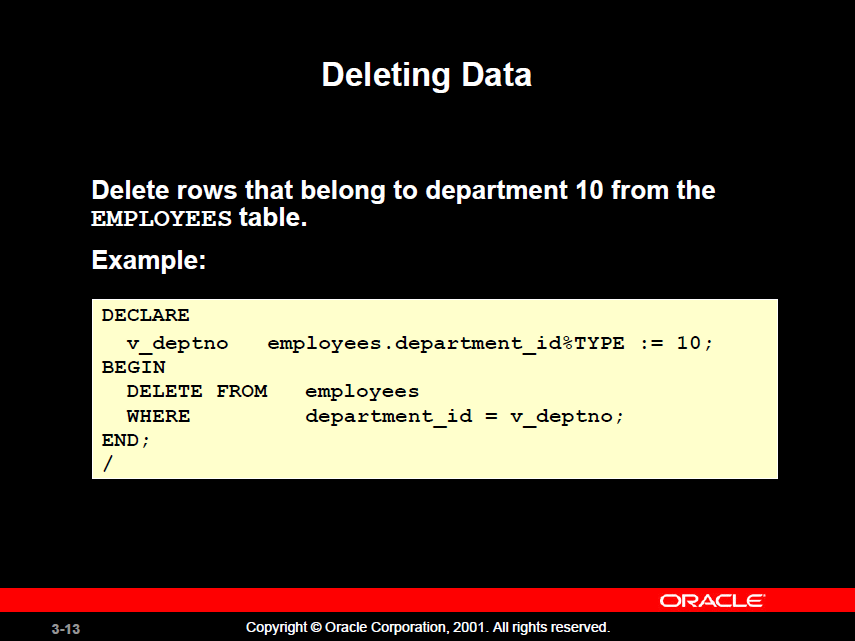 Deleting Data
Delete rows that belong to department 10 from the
EMPLOYEES table.
Example:
DECLARE
v_deptno employees.department_id%TYPE := 10;
BEGIN
DELETE FROM employees
WHERE department_id = v_deptno;
END;
/
ORACLE
3-13
Copyright © Oracle Corporation, 2001. All rights reserved.